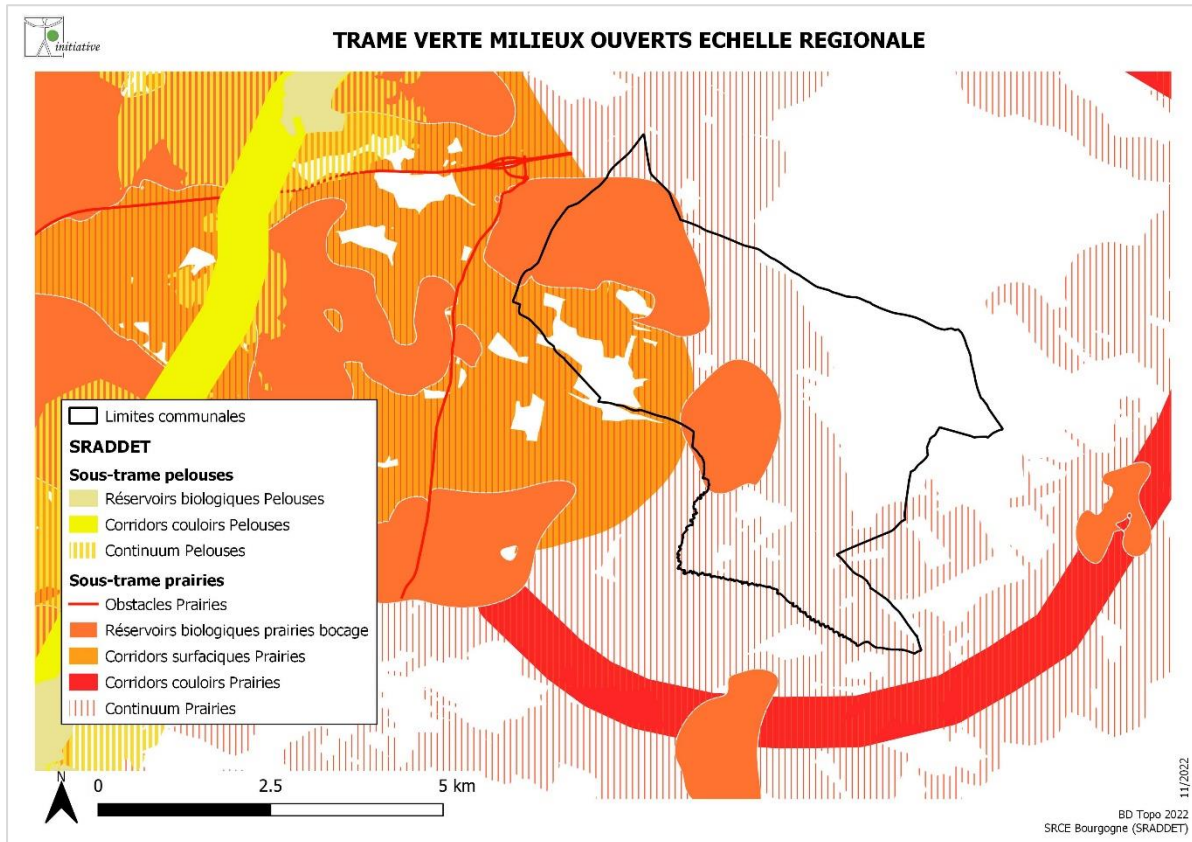 initiative
TRAME VERTE MILIEUX OUVERTS ECHELLE REGIONALE
Limites communales
SRADDET
Sous-trame pelouses
Réservoirs biologiques Pelouses
Corridors couloirs Pelouses
Continuum Pelouses
Sous-trame prairies
Obstacles Prairies
Réservoirs biologiques prairies bocage
Corridors surfaciques Prairies
Corridors couloirs Prairies
Continuum Prairies
N
0 2.5 5 km
11/2022
BD Topo 2022
SRCE Bourgogne (SRADDET)